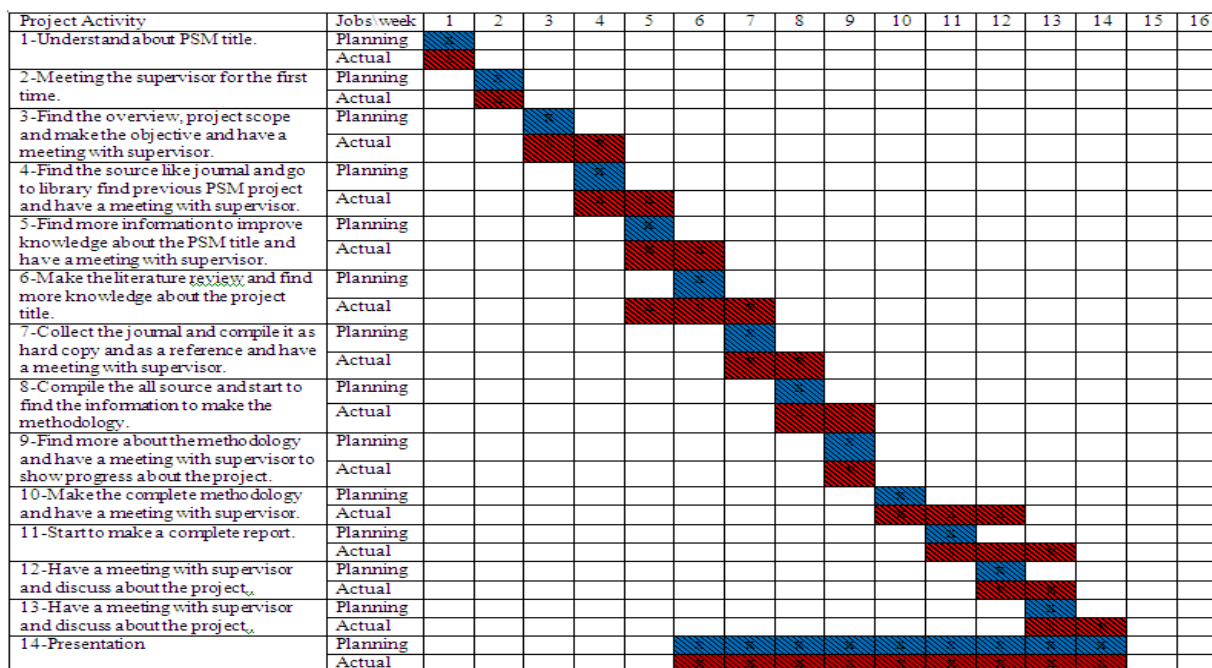 Project Activity Jobs\week 1 2 3 4 5 6 7 8 9 10 11 12 13 14 15 16
1-Understand about PSM title. Planning
Actual
2-Meeting the supervisor for the first Planning
time. Actual
3-Find the overview, project scope Planning
and make the objective and have a Actual
meeting with supervisor.
4-Find the source like journal and go Planning
to library find previous PSM project
and have a meeting with supervisor. Actual
5-Find more information to improve Planning
knowledge about the PSM title and Actual
have a meeting with supervisor.
6-Make the literature review and find Planning
more knowledge about the project Actual
title.
7-Collect the journal and compile it as Planning
hard copy and as a reference and have Actual
a meeting with supervisor.
8-Compile the all source and start to Planning
find the information to make the Actual
methodology.
9-Find more about the methodology Planning
and have a meeting with supervisor to Actual
show progress about the project.
10-Make the complete methodology Planning
and have a meeting with supervisor. Actual
11-Start to make a complete report. Planning
Actual
12-Have a meeting with supervisor Planning
and discuss about the project,, Actual
13-Have a meeting with supervisor Planning
and discuss about the project,, Actual
14-Presentation Planning
Actual